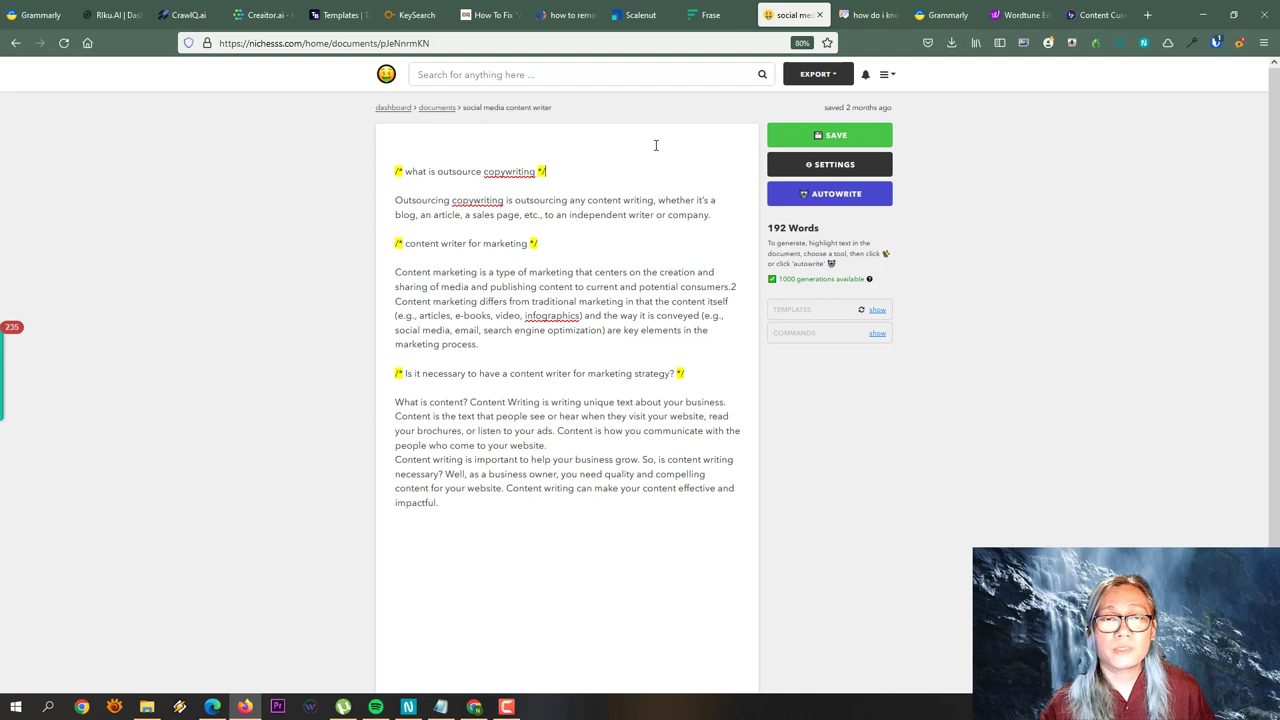 Grammarly
Riku.AI | Dash
CrawlQ.ai
Creaitor.ai -
Templates | T
KeySearch
How To Fix "A
how to remo
Scalenut
Frase
social med
how do i kno
Grammarly
Wordtune Ed
Content Cura
https://nichesss.com/home/documents/pJeNnrmKN
80%
Search for anything here ...
EXPORT
dashboard > documents > social media content writer
saved 2 months ago
SAVE
SETTINGS
AUTOWRITE
192 Words
To generate, highlight text in the
document, choose a tool, then click
or click 'autowrite'
1000 generations available
TEMPLATES show
COMMANDS show
/* what is outsource copywriting */
Outsourcing copywriting is outsourcing any content writing, whether it's a
blog, an article, a sales page, etc., to an independent writer or company.
/* content writer for marketing */
Content marketing is a type of marketing that centers on the creation and
sharing of media and publishing content to current and potential consumers.2
Content marketing differs from traditional marketing in that the content itself
(e.g., articles, e-books, video, infographics) and the way it is conveyed (e.g.,
social media, email, search engine optimization) are key elements in the
marketing process.
/* Is it necessary to have a content writer for marketing strategy? */
What is content? Content Writing is writing unique text about your business.
Content is the text that people see or hear when they visit your website, read
your brochures, or listen to your ads. Content is how you communicate with the
people who come to your website.
Content writing is important to help your business grow. So, is content writing
necessary? Well, as a business owner, you need quality and compelling
content for your website. Content writing can make your content effective and
impactful.
235